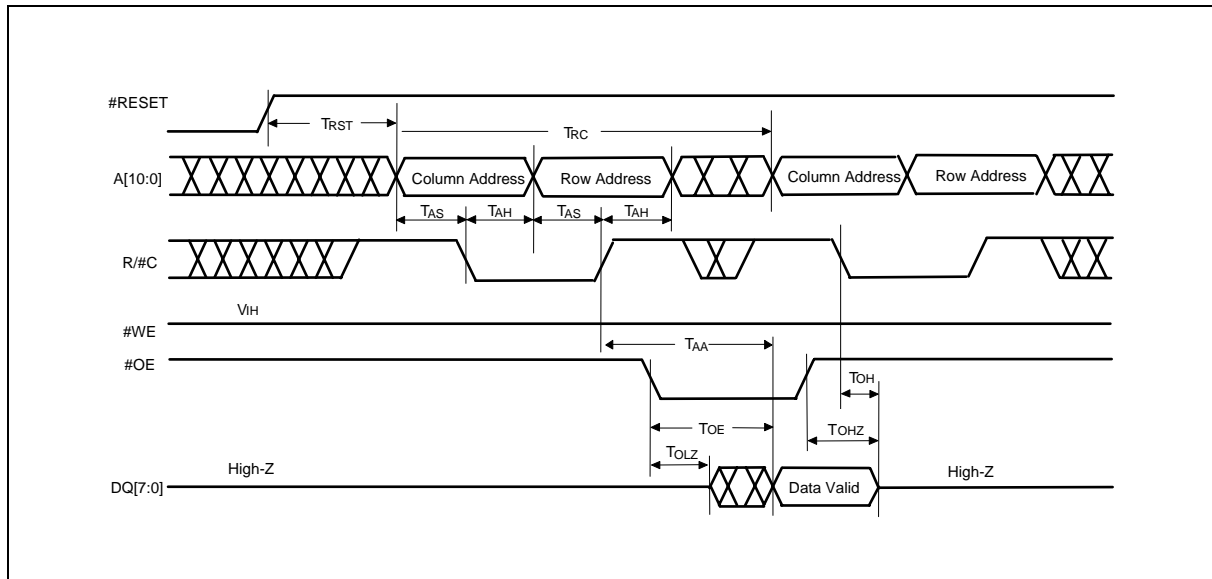 #RESET
TRST
TRC
A[10:0]
Column Address
Row Address
Column Address
Row Address
TAS
TAH
TAS
TAH
R/#C
VIH
#WE
TAA
#OE
TOH
TOE
TOHZ
TOLZ
High-Z
High-Z
DQ[7:0]
Data Valid